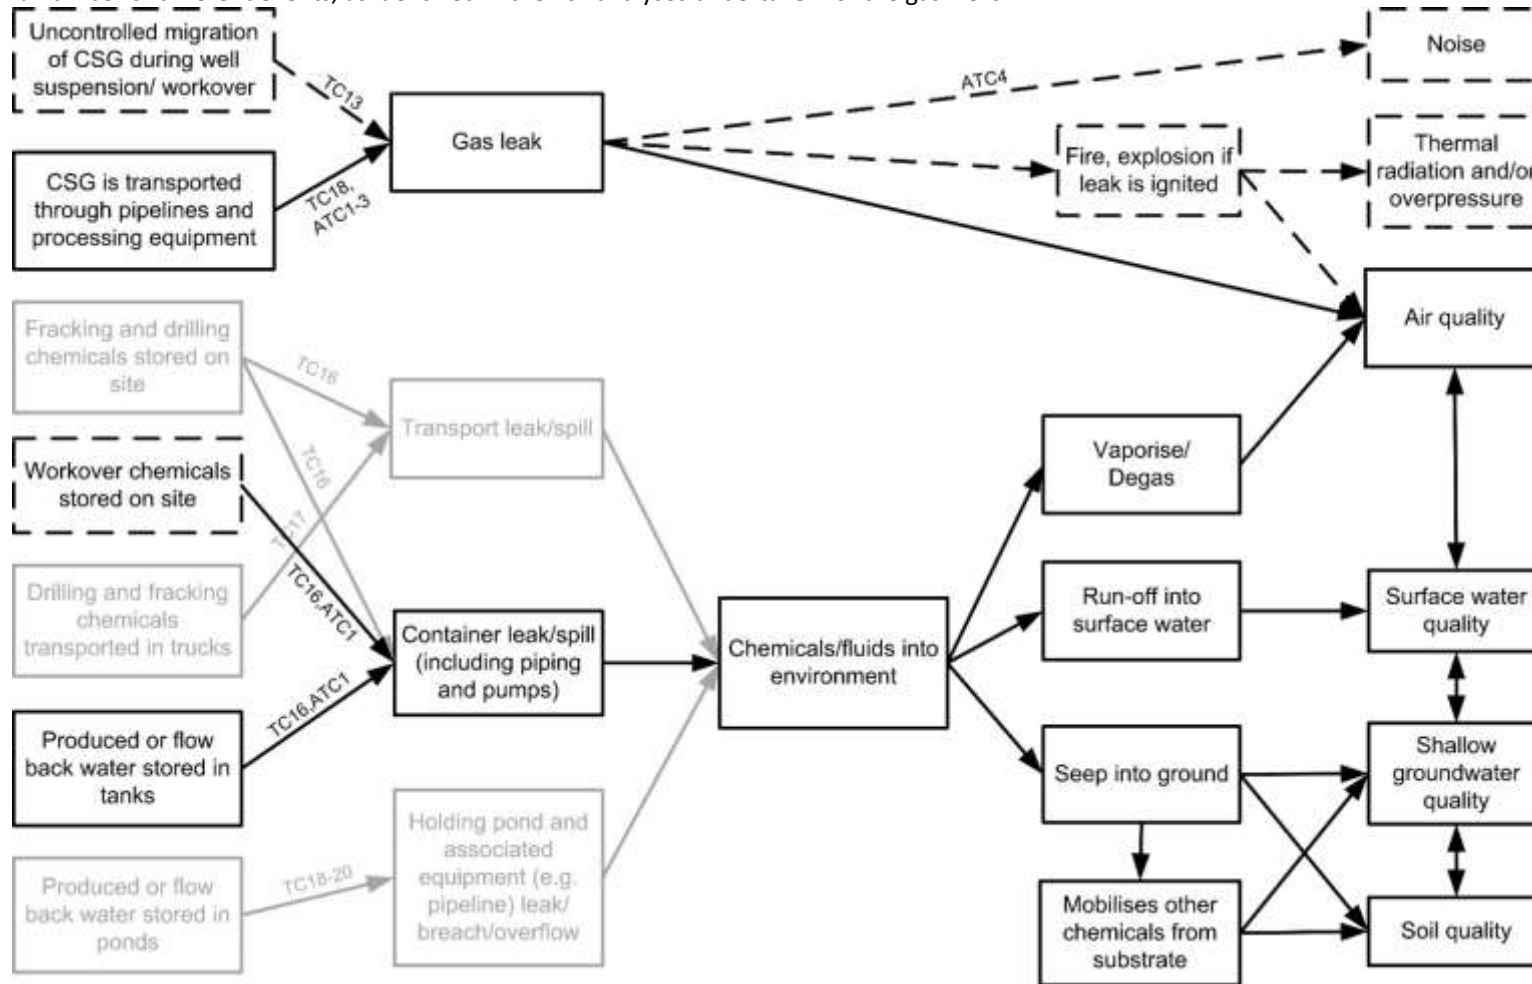 Uncontrolled migration
of CSG during well
suspension/ workover
TC13
Gas leak
ATC4
Noise
CSG is transported
through pipelines and
processing equipment
TC18,
ATC1-3
Fire, explosion if
leak is ignited
Thermal
radiation and/or
overpressure
Air quality
Fracking and drilling
chemicals stored on
site
TC16
TC16
Transport leak/spill
Workover chemicals
stored on site
TC16,ATC1
Drilling and fracking
chemicals
transported in trucks
Container leak/spill
(including piping
and pumps)
Produced or flow
back water stored in
tanks
TC16,ATC1
Produced or flow
back water stored in
ponds
TC18-20
Holding pond and
associated
equipment (e.g.
pipeline) leak/
breach/overflow
Chemicals/fluids into
environment
Vaporise/
Degas
Run-off into
surface water
Surface water
quality
Seep into ground
Shallow
groundwater
quality
Mobilises other
chemicals from
substrate
Soil quality